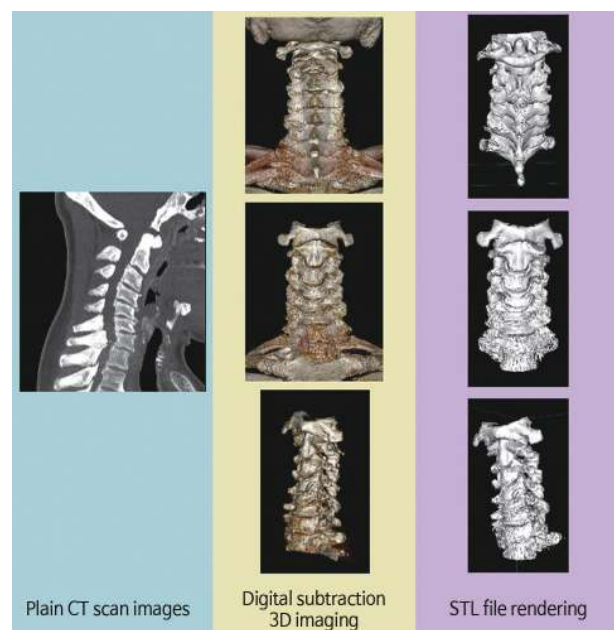 Plain CT scan images
Digital subtraction
3D imaging
STL file rendering